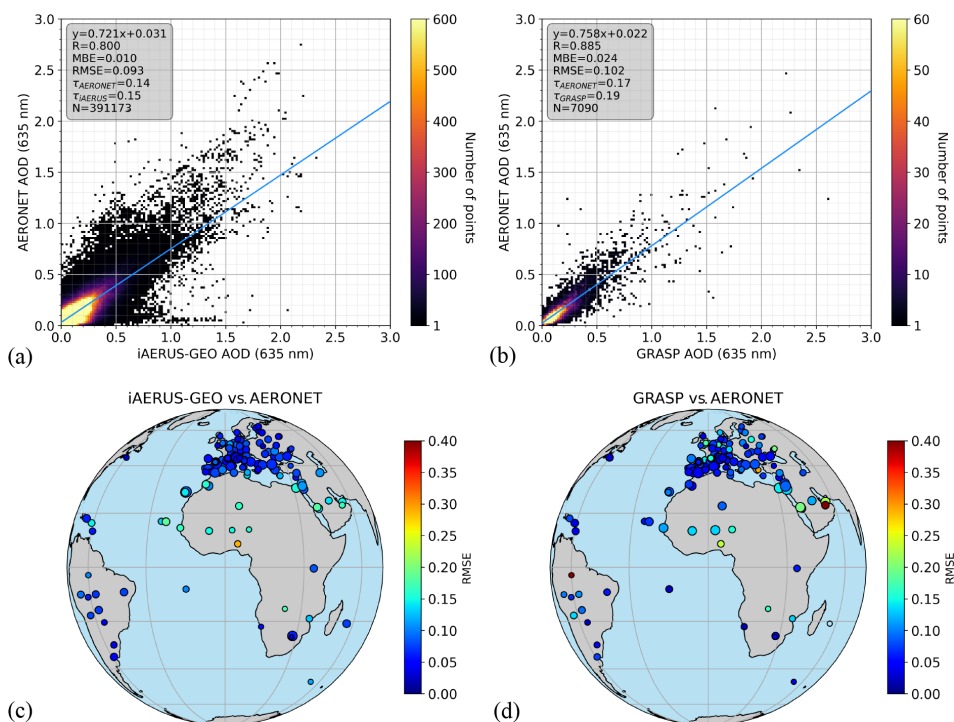 y=0.721x+0.031
R=0.800
MBE=0.010
RMSE=0.093
τAERONET=0.14
τiAERUS=0.15
N=391173
AERONET AOD (635 nm)
3.0
2.5
2.0
1.5
1.0
0.5
0.0
0.0 0.5 1.0 1.5 2.0 2.5 3.0
iAERUS-GEO AOD (635 nm)
600
500
400
300
200
100
1
Number of points
(a)
y=0.758x+0.022
R=0.885
MBE=0.024
RMSE=0.102
τAERONET=0.17
τGRASP=0.19
N=7090
AERONET AOD (635 nm)
3.0
2.5
2.0
1.5
1.0
0.5
0.0
0.0 0.5 1.0 1.5 2.0 2.5 3.0
GRASP AOD (635 nm)
60
50
40
30
20
10
1
Number of points
(b)
iAERUS-GEO vs. AERONET
0.40
0.35
0.30
0.25
0.20
0.15
0.10
0.05
0.00
RMSE
(c)
GRASP vs. AERONET
0.40
0.35
0.30
0.25
0.20
0.15
0.10
0.05
0.00
RMSE
(d)